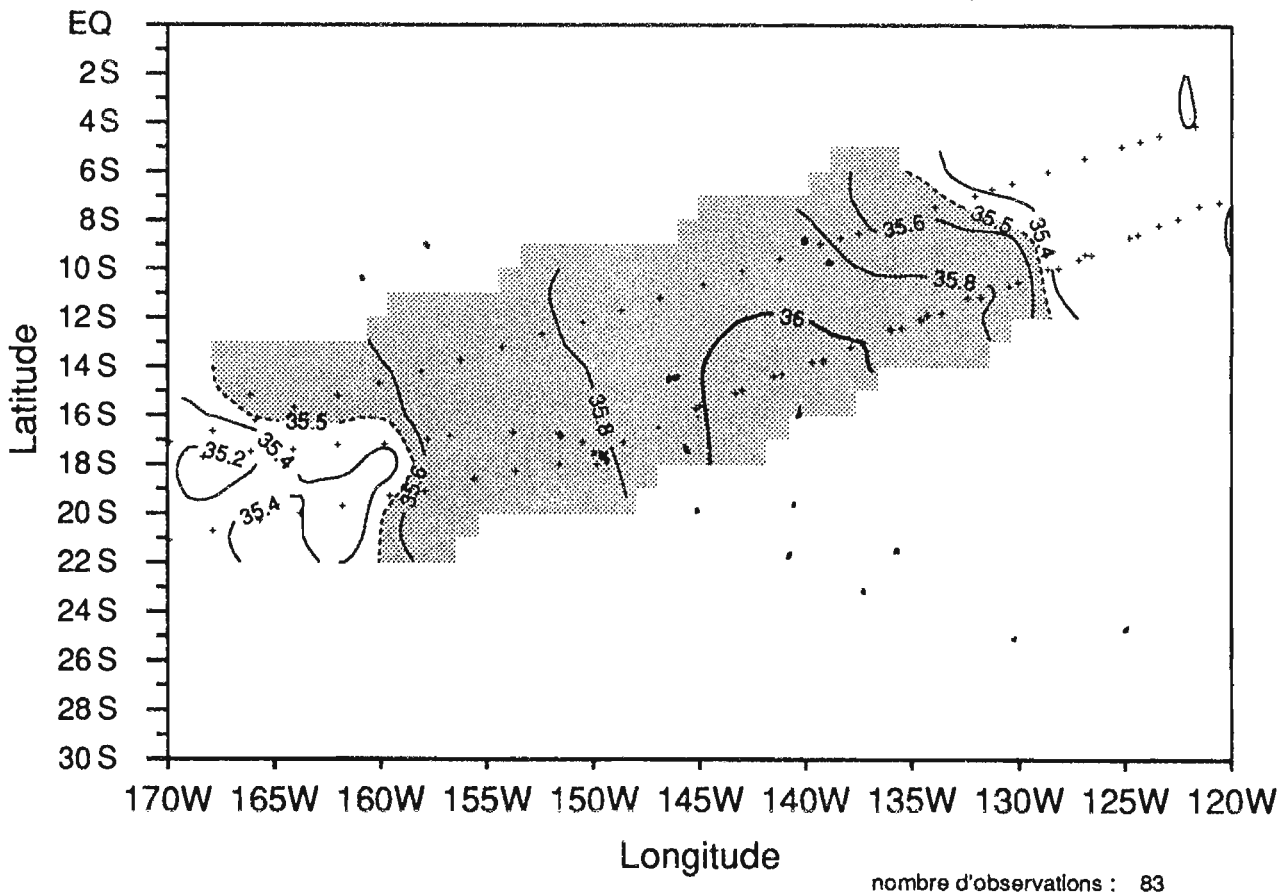 EQ
2S
4S
6S
8S
10S
12S
14S
16S
18S
20S
22S
24S
26S
28S
30S
Latitude
35.6
35.5
35.4
35.8
36
35.8
35.5
35.4
35.2
35.6
35.4
170W 165W 160W 155W 150W 145W 140W 135W 130W 125W 120W
Longitude
nombre d'observations : 83